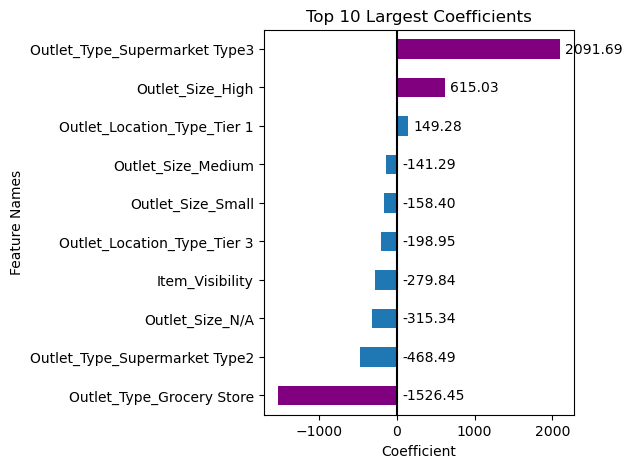 Top 10 Largest Coefficients
Outlet_Type_Supermarket Type3
2091.69
Outlet_Size_High
615.03
Outlet_Location_Type_Tier 1
149.28
Outlet_Size_Medium
-141.29
Outlet_Size_Small
-158.40
Outlet_Location_Type_Tier 3
-198.95
Item_Visibility
-279.84
Outlet_Size_N/A
-315.34
Outlet_Type_Supermarket Type2
-468.49
Outlet_Type_Grocery Store
-1526.45
Feature Names
−1000
0
1000
2000
Coefficient